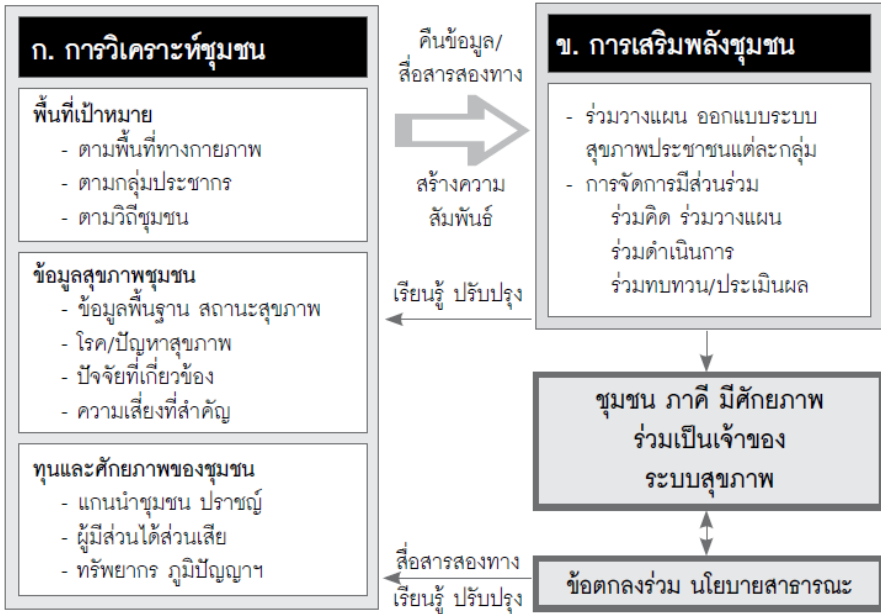 ก. การวิเคราะห์ชุมชน
พื้นที่เป้าหมาย
- ตามพื้นที่ทางกายภาพ
- ตามกลุ่มประชากร
- ตามวิถีชุมชน
ข้อมูลสุขภาพชุมชน
- ข้อมูลพื้นฐาน สถานะสุขภาพ
- โรค/ปัญหาสุขภาพ
- ปัจจัยที่เกี่ยวข้อง
- ความเสี่ยงที่สำคัญ
ทุนและศักยภาพของชุมชน
- แกนนำชุมชน ปราชญ์
- ผู้มีส่วนได้ส่วนเสีย
- ทรัพยากร ภูมิปัญญาฯ
คืนข้อมูล/
สื่อสารสองทาง
สร้างความ
สัมพันธ์
เรียนรู้ ปรับปรุง
ข. การเสริมพลังชุมชน
- ร่วมวางแผน ออกแบบระบบ
สุขภาพประชาชนแต่ละกลุ่ม
- การจัดการมีส่วนร่วม
ร่วมคิด ร่วมวางแผน
ร่วมดำเนินการ
ร่วมทบทวน/ประเมินผล
ชุมชน ภาคี มีศักยภาพ
ร่วมเป็นเจ้าของ
ระบบสุขภาพ
สื่อสารสองทาง
เรียนรู้ ปรับปรุง
ข้อตกลงร่วม นโยบายสาธารณะ